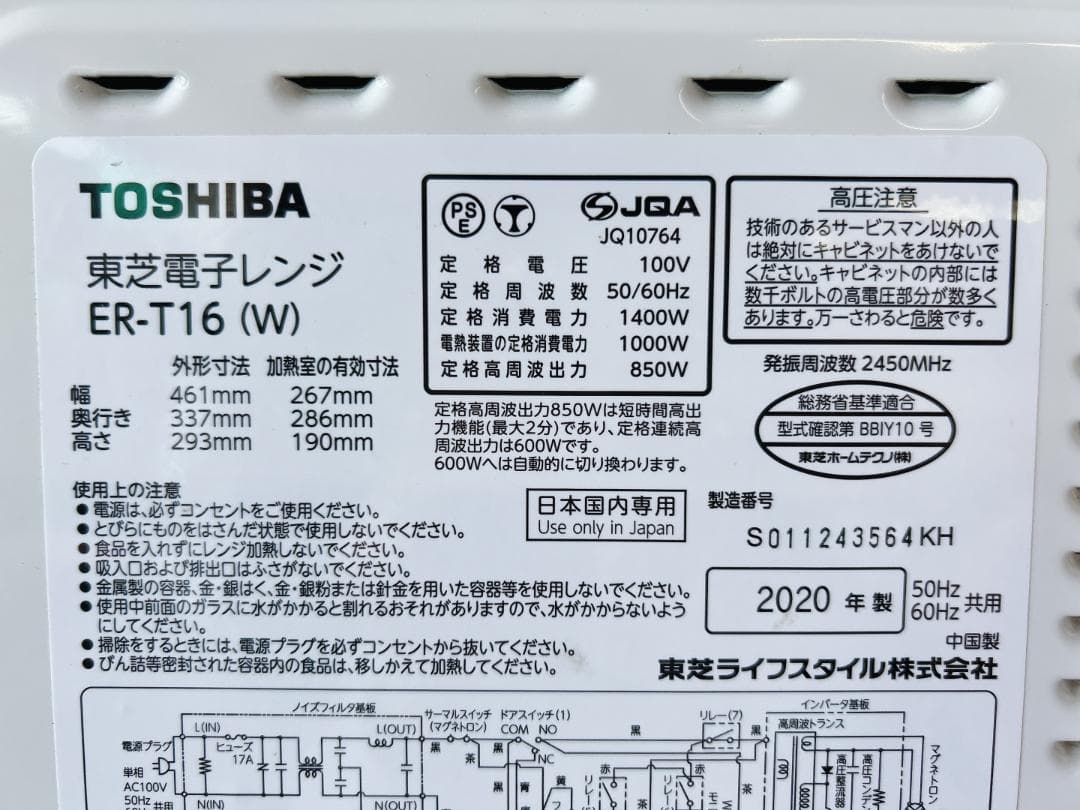 TOSHIBA
東芝電子レンジ
ER-T16 (W)
外形寸法 加熱室の有効寸法
幅 461mm 267mm
奥行き 337mm 286mm
高さ 293mm 190mm
PS
E
JQA
JQ10764
定格電圧 100V
定格周波数 50/60Hz
定格消費電力 1400W
電熱装置の定格消費電力 1000W
定格高周波出力 850W
定格高周波出力850Wは短時間高出
力機能(最大2分)であり、定格連続高
周波出力は600Wです。
600Wへは自動的に切り換わります。
高圧注意
技術のあるサービスマン以外の人
は絶対にキャビネットをあけないで
ください。キャビネットの内部には
数千ボルトの高電圧部分が数多く
あります。万一さわると危険です。
発振周波数 2450MHz
総務省基準適合
型式確認第 BBIY10 号
東芝ホームテクノ(株)
使用上の注意
●電源は、必ずコンセントをご使用ください。
●とびらにものをはさんだ状態で使用しないでください。
●食品を入れずにレンジ加熱しないでください。
●吸入口および排出口はふさがないでください。
●金属製の容器、金・銀はく、金・銀粉または針金を用いた容器等を使用しないでください。
●使用中前面のガラスに水がかかると割れるおそれがありますので、水がかからないよう
にしてください。
●掃除をするときには、電源プラグを必ずコンセントから抜いてください。
●びん詰等密封された容器内の食品は、移しかえて加熱してください。
日本国内専用
Use only in Japan
製造番号
S011243564KH
2020 年製
50Hz
60Hz 共用
中国製
東芝ライフスタイル株式会社
ノイズフィルタ基板
L(IN)
ヒューズ
17A
L(OUT)
電源プラグ
単相
AC100V
50Hz
60Hz 共用
N(IN)
N(OUT)
サーマルスイッチ
(マグネトロン)
ドアスイッチ(1)
COM NO
NC
黒
茶
黒
黒
リレー(7)
黒
赤
赤
茶
黄
黒
青
インバータ基板
高周波トランス
高圧整流器
高圧コンデン
マグネトロン